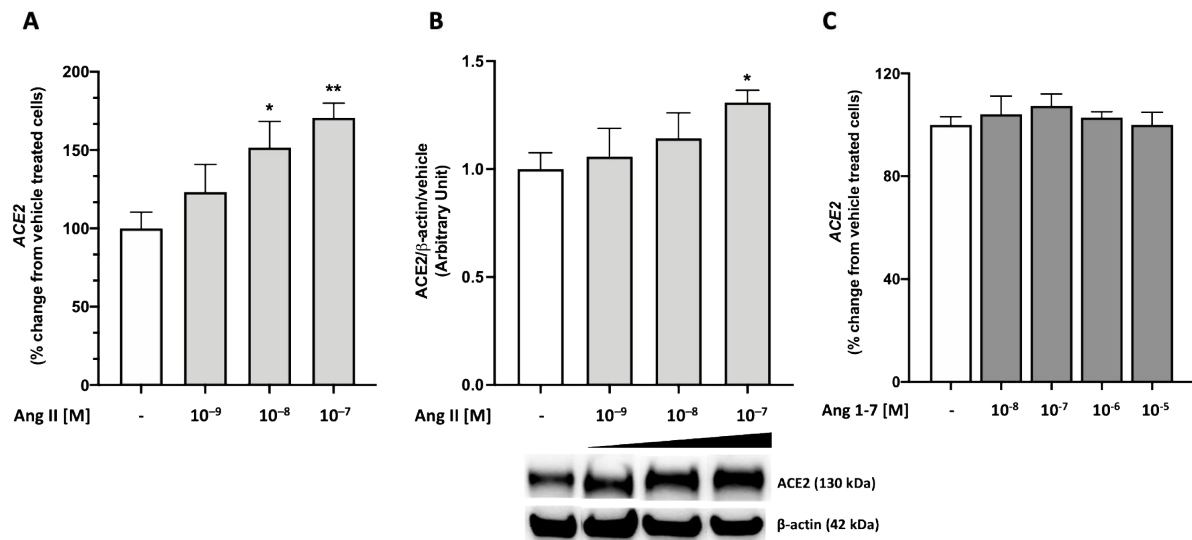 A
ACE2
(% change from vehicle treated cells)
200
150
100
50
0
* **
Ang II [M] - 10⁻⁹ 10⁻⁸ 10⁻⁷
B
ACE2/β-actin/vehicle
(Arbitrary Unit)
1.5
1.0
0.5
0.0
*
Ang II [M] - 10⁻⁹ 10⁻⁸ 10⁻⁷
ACE2 (130 kDa)
β-actin (42 kDa)
C
ACE2
(% change from vehicle treated cells)
120
80
40
0
Ang 1-7 [M] - 10⁻⁸ 10⁻⁷ 10⁻⁶ 10⁻⁵